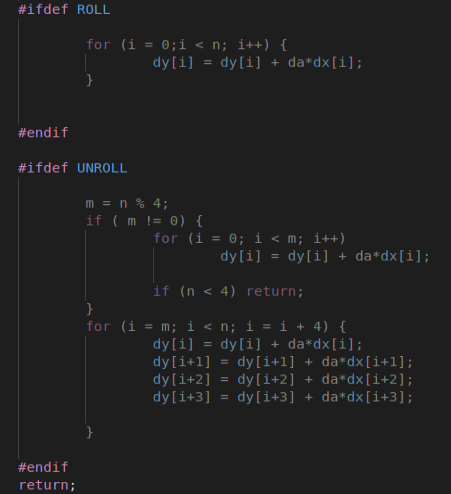 #ifdef ROLL
for (i = 0;i < n; i++) {
dy[i] = dy[i] + da*dx[i];
}
#endif
#ifdef UNROLL
m = n % 4;
if ( m != 0) {
for (i = 0; i < m; i++)
dy[i] = dy[i] + da*dx[i];
if (n < 4) return;
}
for (i = m; i < n; i = i + 4) {
dy[i] = dy[i] + da*dx[i];
dy[i+1] = dy[i+1] + da*dx[i+1];
dy[i+2] = dy[i+2] + da*dx[i+2];
dy[i+3] = dy[i+3] + da*dx[i+3];
}
#endif
return;